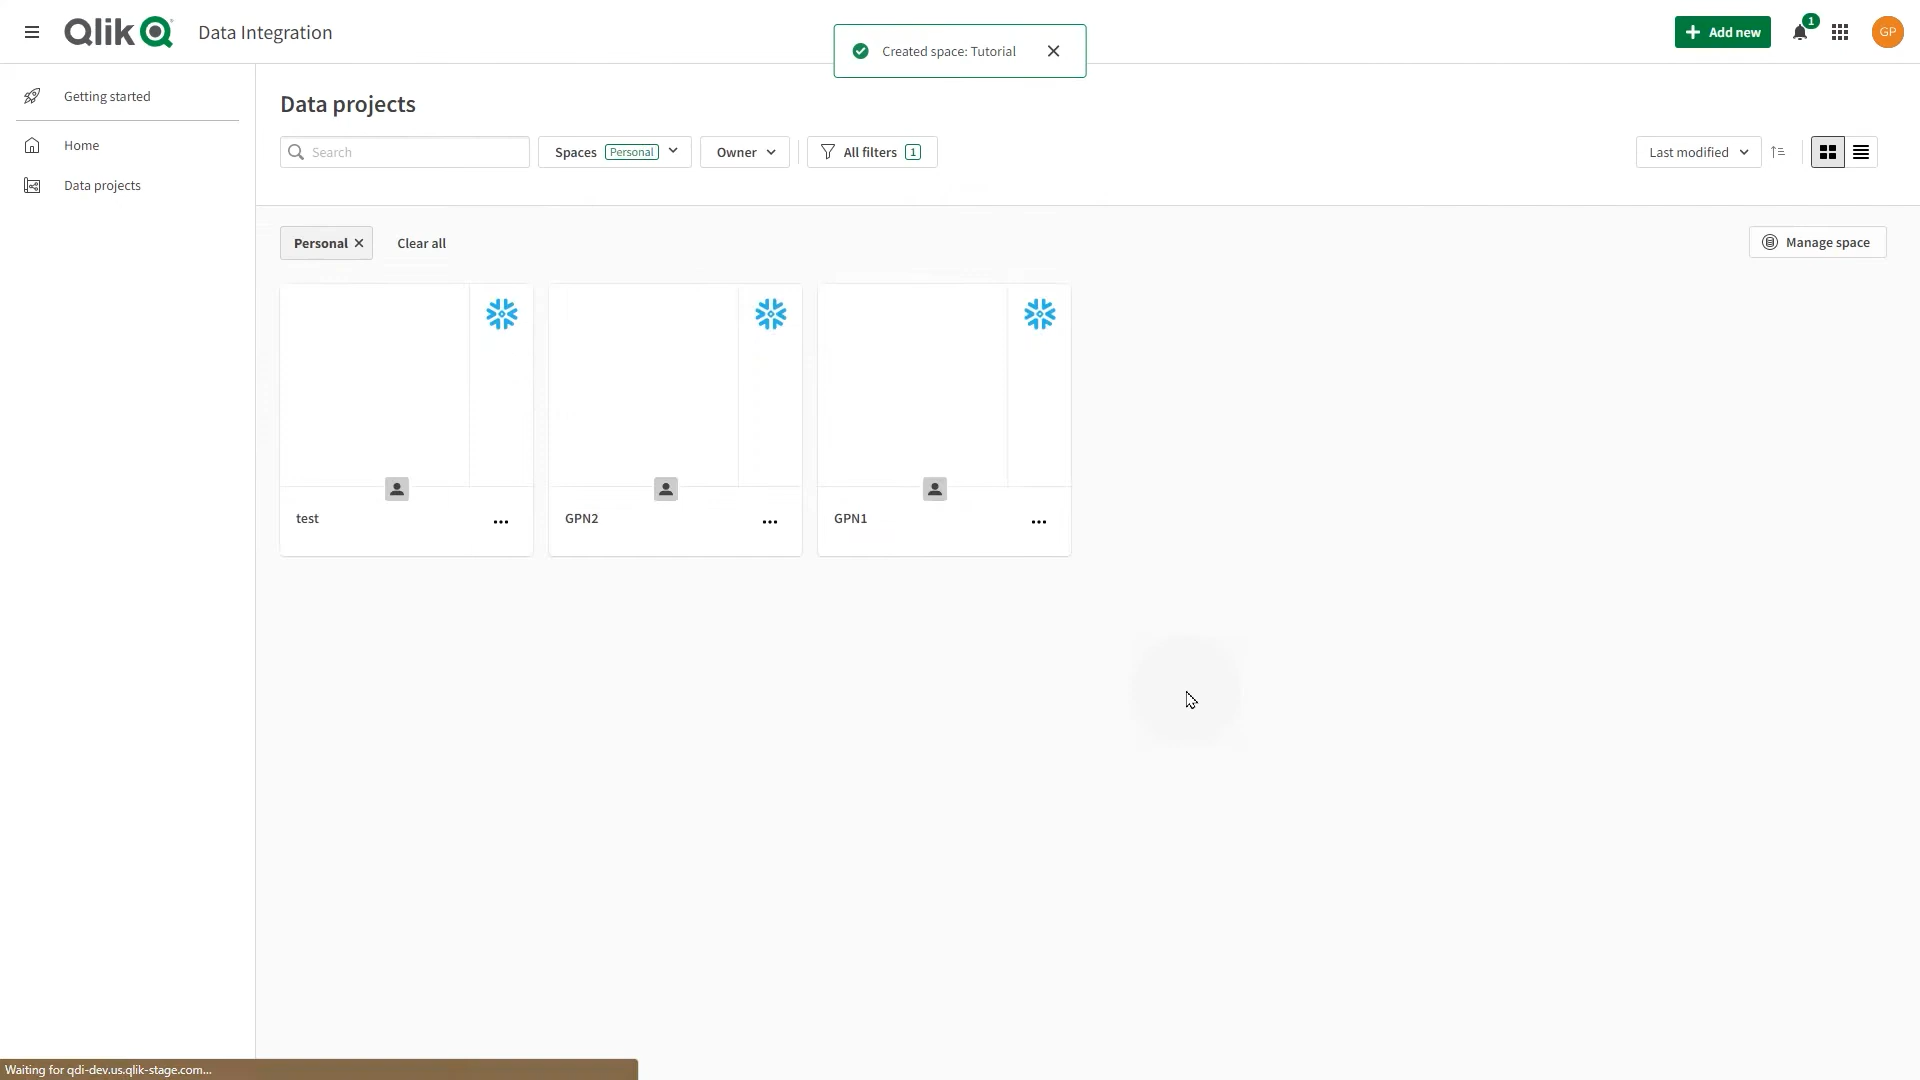 Qlik
Data Integration
Created space: Tutorial
Add new
1
GP
Getting started
Home
Data projects
Data projects
Search
Spaces Personal
Owner
All filters 1
Last modified
Personal
Clear all
Manage space
test
GPN2
GPN1
Waiting for qdi-dev.us.qlik-stage.com...